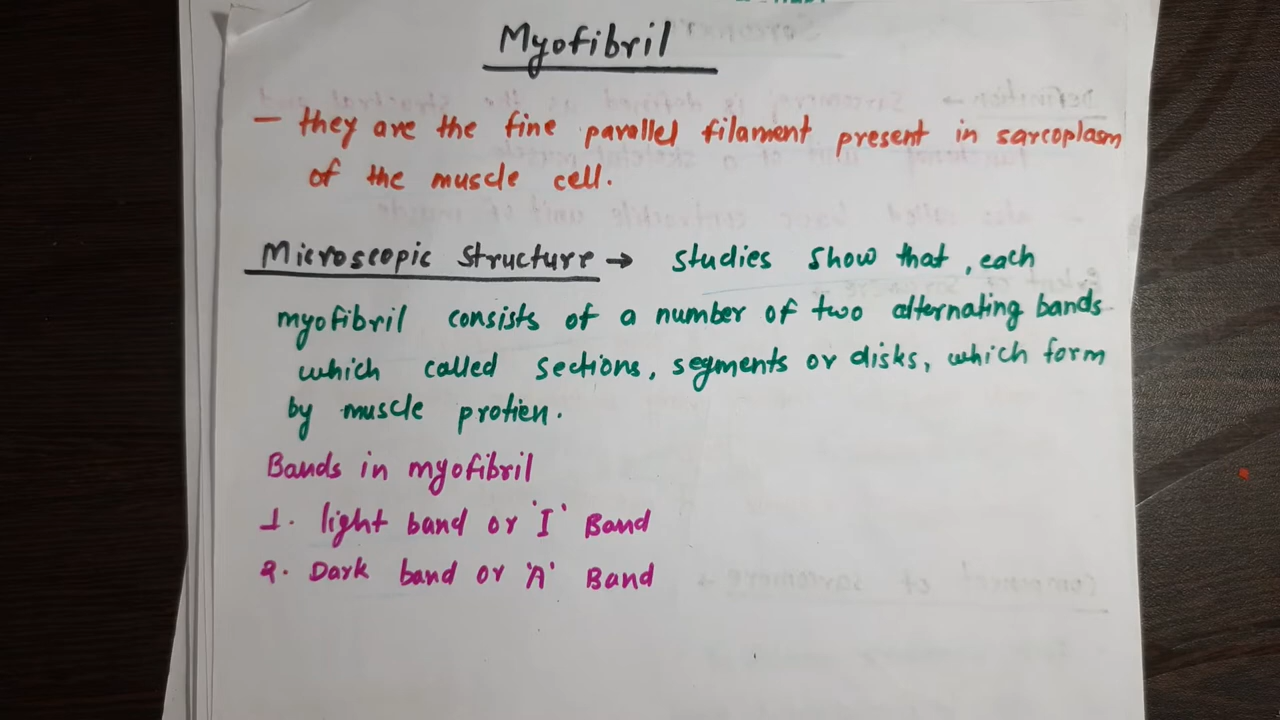 Myofibril
- they are the fine parallel filament present in sarcoplasm
of the muscle cell.
Microscopic Structure → studies show that, each
myofibril consists of a number of two alternating bands
which called sections, segments or disks, which form
by muscle protien.
Bands in myofibril
1. light band or 'I' Band
2. Dark band or 'A' Band